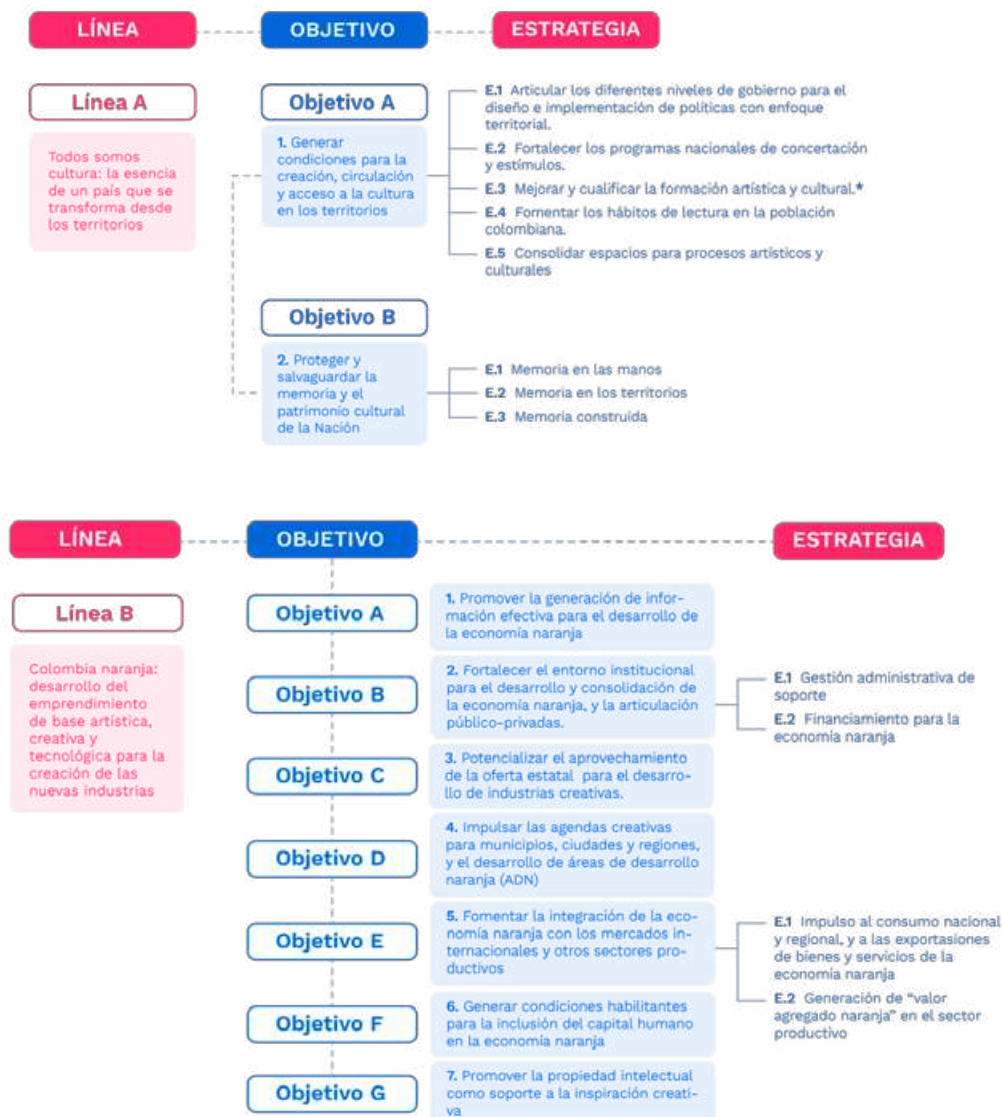 LÍNEA
OBJETIVO
ESTRATEGIA
Línea A
Todos somos
cultura: la esencia
de un país que se
transforma desde
los territorios
Objetivo A
1. Generar
condiciones para la
creación, circulación
y acceso a la cultura
en los territorios
E.1 Articular los diferentes niveles de gobierno para el
diseño e implementación de políticas con enfoque
territorial.
E.2 Fortalecer los programas nacionales de concertación
y estímulos.
E.3 Mejorar y cualificar la formación artística y cultural.*
E.4 Fomentar los hábitos de lectura en la población
colombiana.
E.5 Consolidar espacios para procesos artísticos y
culturales
Objetivo B
2. Proteger y
salvaguardar la
memoria y el
patrimonio cultural
de la Nación
E.1 Memoria en las manos
E.2 Memoria en los territorios
E.3 Memoria construida
LÍNEA
OBJETIVO
ESTRATEGIA
Línea B
Colombia naranja:
desarrollo del
emprendimiento
de base artística,
creativa y
tecnológica para la
creación de las
nuevas industrias
Objetivo A
1. Promover la generación de infor-
mación efectiva para el desarrollo de
la economía naranja
Objetivo B
2. Fortalecer el entorno institucional
para el desarrollo y consolidación de
la economía naranja, y la articulación
público-privadas.
E.1 Gestión administrativa de
soporte
E.2 Financiamiento para la
economía naranja
Objetivo C
3. Potencializar el aprovechamiento
de la oferta estatal para el desarro-
llo de industrias creativas.
Objetivo D
4. Impulsar las agendas creativas
para municipios, ciudades y regiones,
y el desarrollo de áreas de desarrollo
naranja (ADN)
Objetivo E
5. Fomentar la integración de la eco-
nomía naranja con los mercados in-
ternacionales y otros sectores pro-
ductivos
E.1 Impulso al consumo nacional
y regional, y a las exportasiones
de bienes y servicios de la
economía naranja
E.2 Generación de “valor
agregado naranja” en el sector
productivo
Objetivo F
6. Generar condiciones habilitantes
para la inclusión del capital humano
en la economía naranja
Objetivo G
7. Promover la propiedad intelectual
como soporte a la inspiración creati-
va